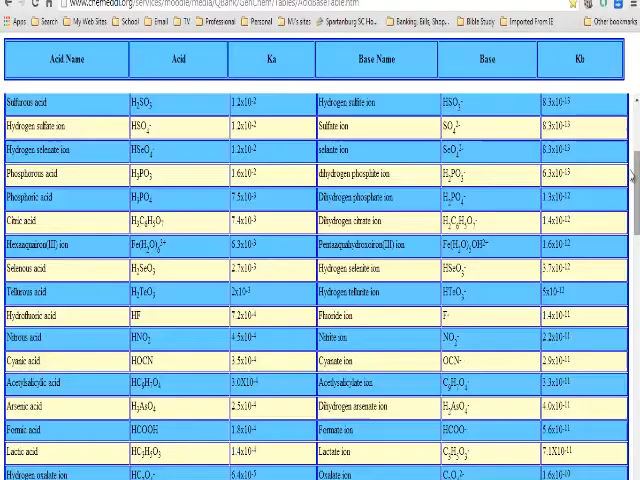 www.chemeddl.org/services/moodle/media/QBank/GenChem/Tables/AcidBaseTable.htm
Apps Search My Web Sites School Email TV Professional Personal MJ's sites Spartanburg SC Ho... Banking, Bills, Shop... Bible Study Imported From IE Other bookmarks
Acid Name Acid Ka Base Name Base Kb
Sulfurous acid H2SO3 1.2x10-2 Hydrogen sulfite ion HSO3- 8.3x10-13
Hydrogen sulfate ion HSO4- 1.2x10-2 Sulfate ion SO42- 8.3x10-13
Hydrogen selenate ion HSeO4- 1.2x10-2 selante ion SeO42- 8.3x10-13
Phosphorous acid H3PO3 1.6x10-2 dihydrogen phosphite ion H2PO3- 6.3x10-13
Phosphoric acid H3PO4 7.5x10-3 Dihydrogen phosphate ion H2PO4- 1.3x10-12
Citric acid H3C6H5O7 7.4x10-3 Dihydrogen citrate ion H2C6H5O7- 1.4x10-12
Hexaaquairon(III) ion Fe(H2O)63+ 6.3x10-3 Pentaaquahydroxoiron(III) ion Fe(H2O)5OH2+ 1.6x10-12
Selenous acid H2SeO3 2.7x10-3 Hydrogen selenite ion HSeO3- 3.7x10-12
Tellurous acid H2TeO3 2x10-3 Hydrogen tellurite ion HTeO3- 5x10-12
Hydrofluoric acid HF 7.2x10-4 Fluoride ion F- 1.4x10-11
Nitrous acid HNO2 4.5x10-4 Nitrite ion NO2- 2.2x10-11
Cyanic acid HOCN 3.5x10-4 Cyanate ion OCN- 2.9x10-11
Acetylsalicylic acid HC9H7O4 3.0X10-4 Acetlysalicylate ion C9H7O4- 3.3x10-11
Arsenic acid H3AsO4 2.5x10-4 Dihydrogen arsenate ion H2AsO4- 4.0x10-11
Formic acid HCOOH 1.8x10-4 Formate ion HCOO- 5.6x10-11
Lactic acid HC3H5O3 1.4x10-4 Lactate ion C3H5O3- 7.1X10-11
Hydrogen oxalate ion HC2O4- 6.4x10-5 Oxalate ion C2O42- 1.6x10-10